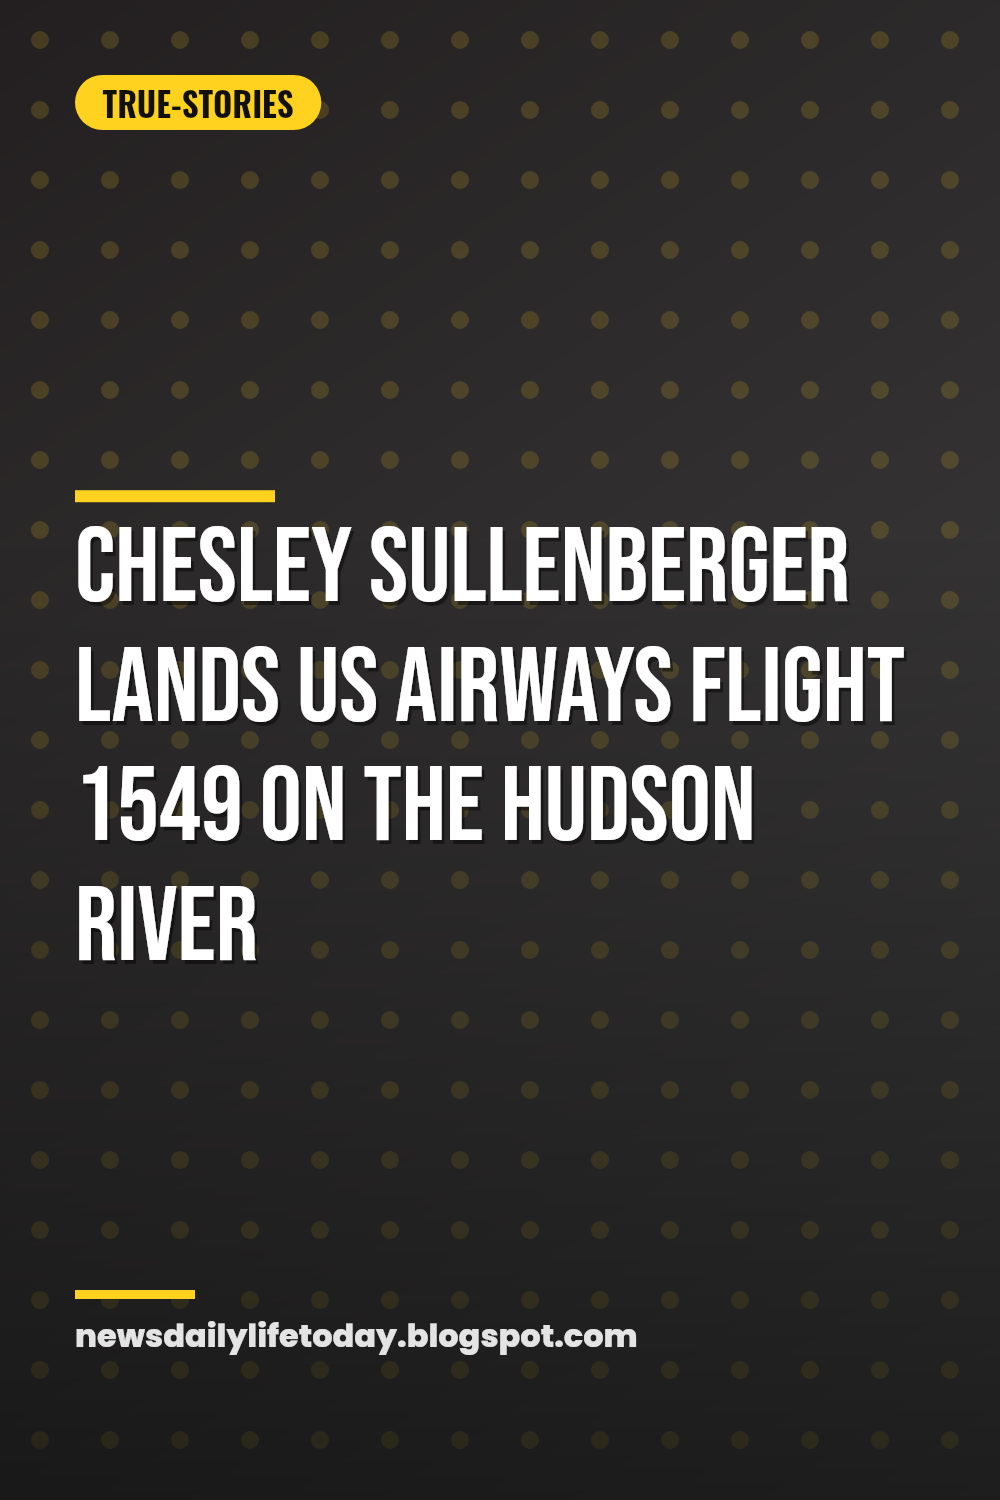 TRUE-STORIES
CHESLEY SULLENBERGER
LANDS US AIRWAYS FLIGHT
1549 ON THE HUDSON
RIVER
newsdailylifetoday.blogspot.com